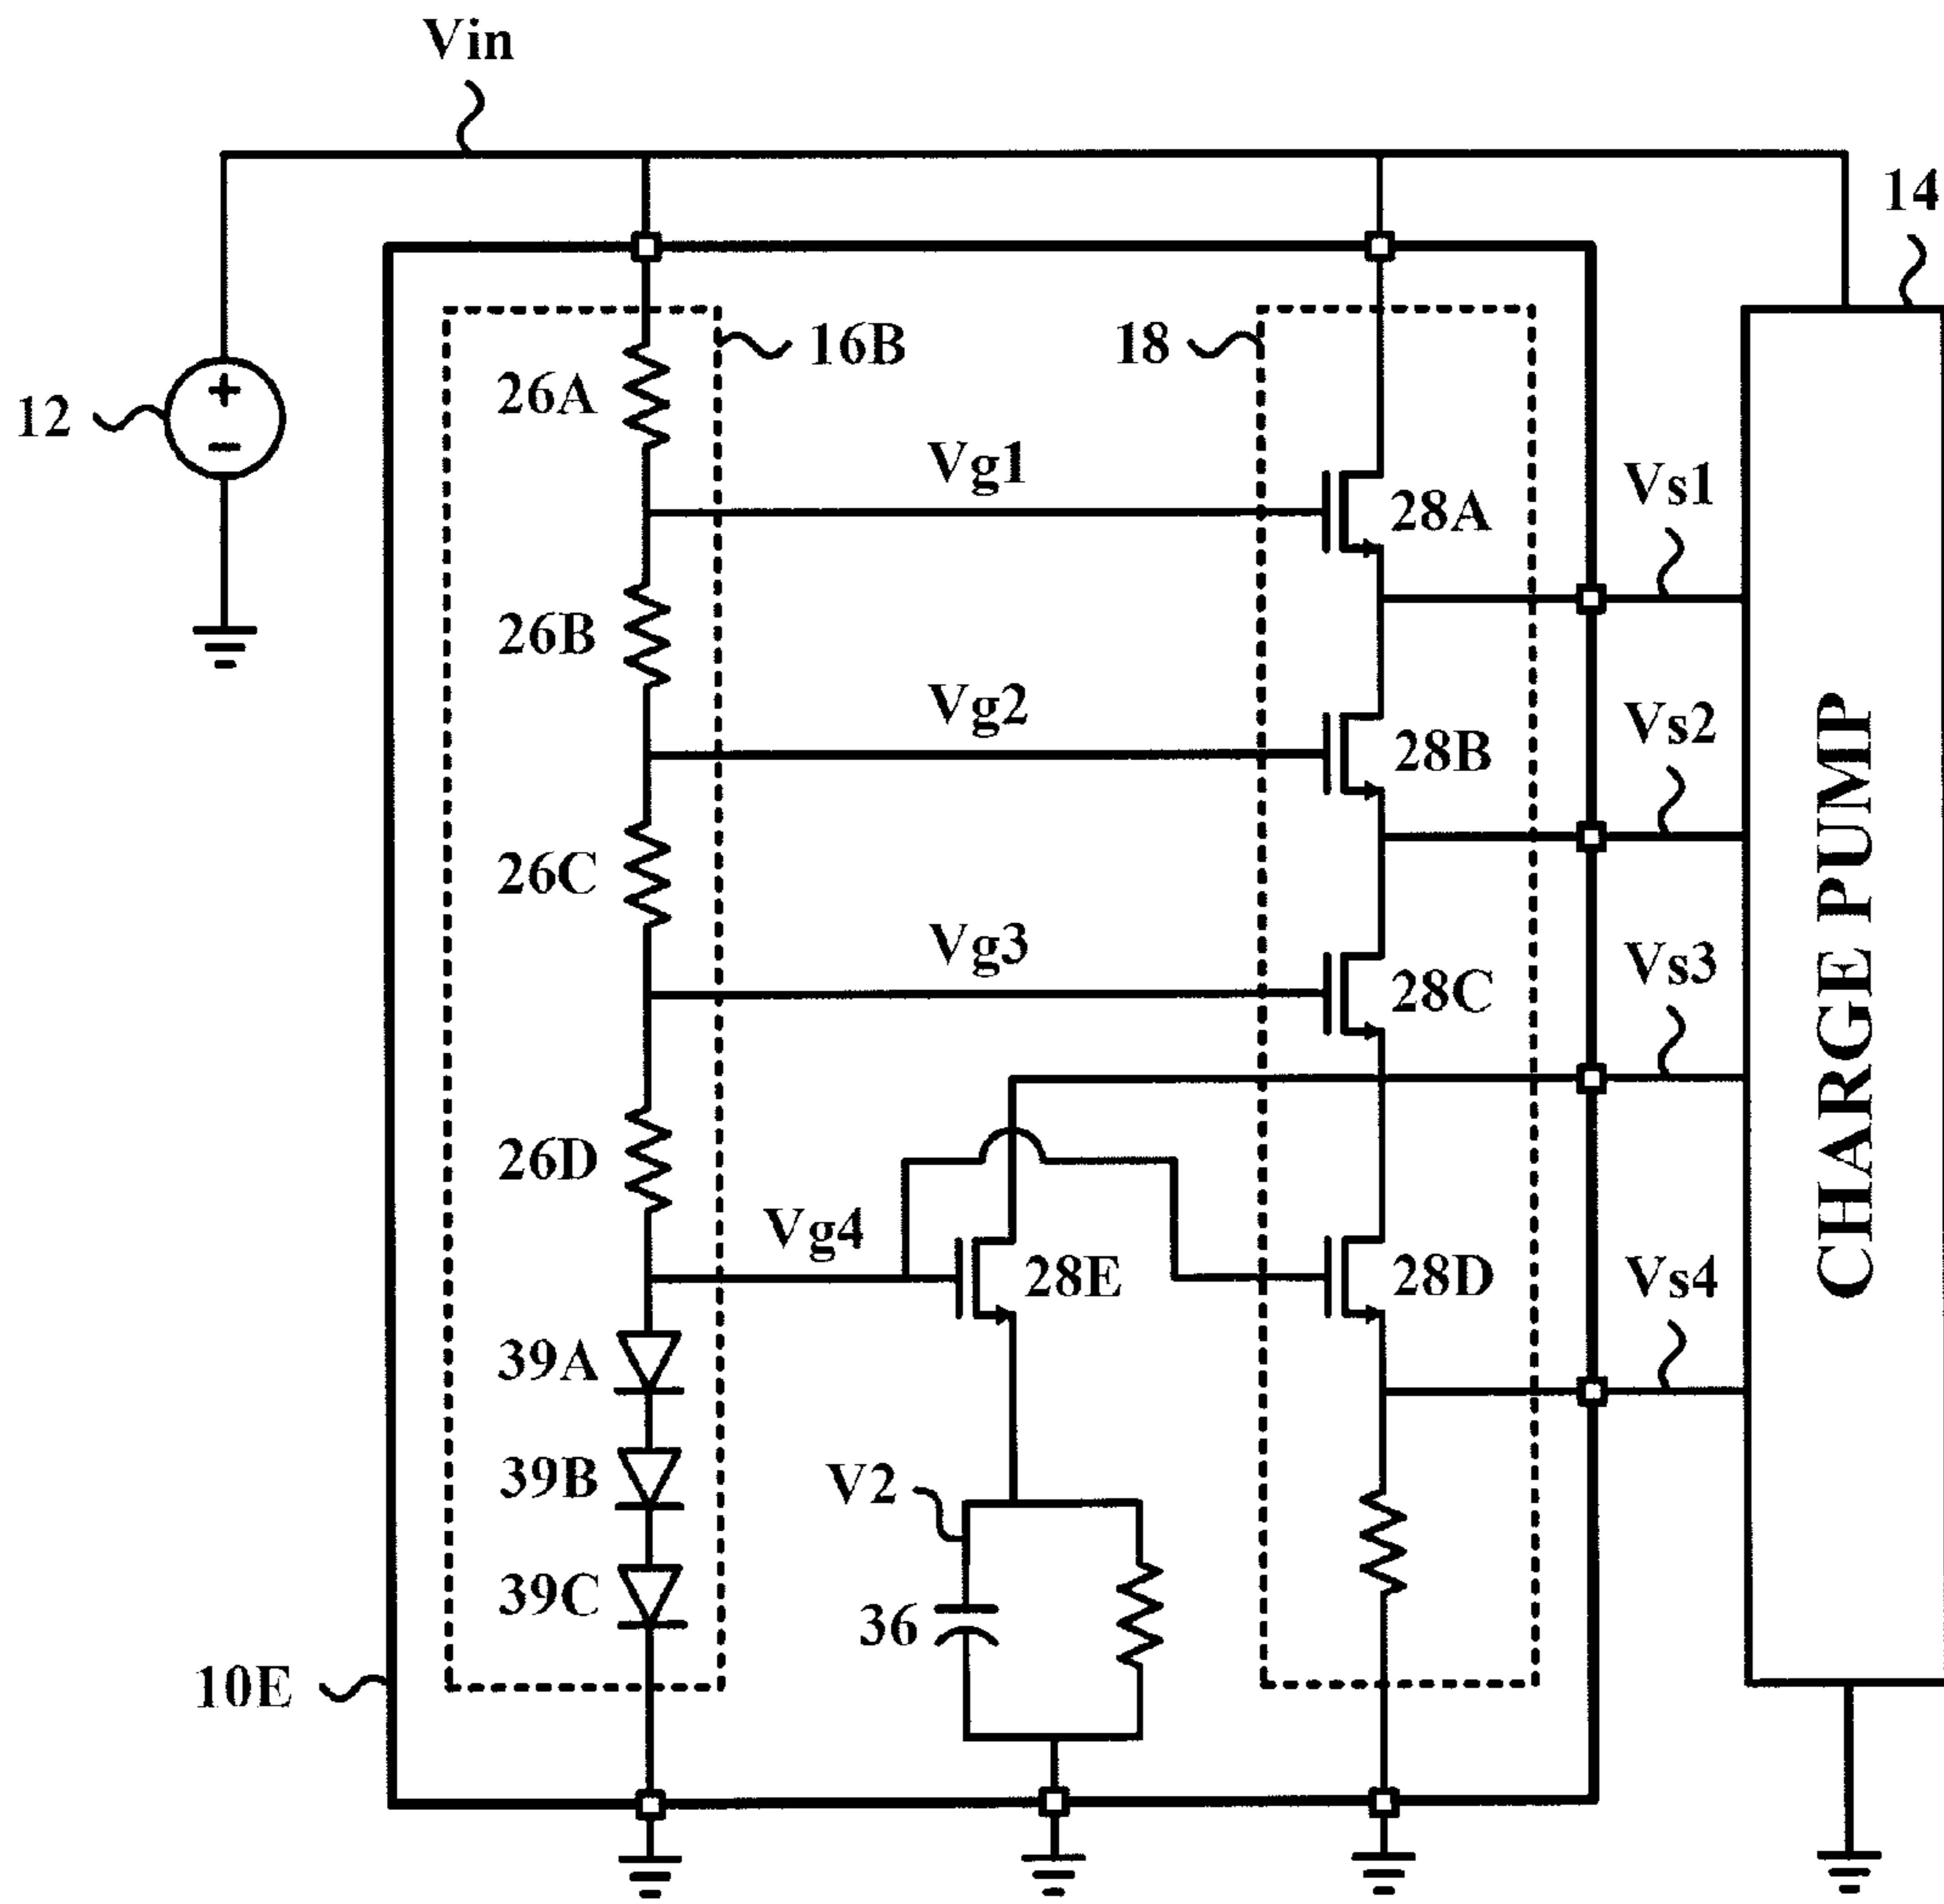 Vin
14
16B
18
26A
12
Vg1
Vs1
28A
26B
Vg2
Vs2
28B
CHARGE PUMP
26C
Vg3
Vs3
28C
26D
Vg4
28E
28D
Vs4
39A
V2
39B
39C
36
10E